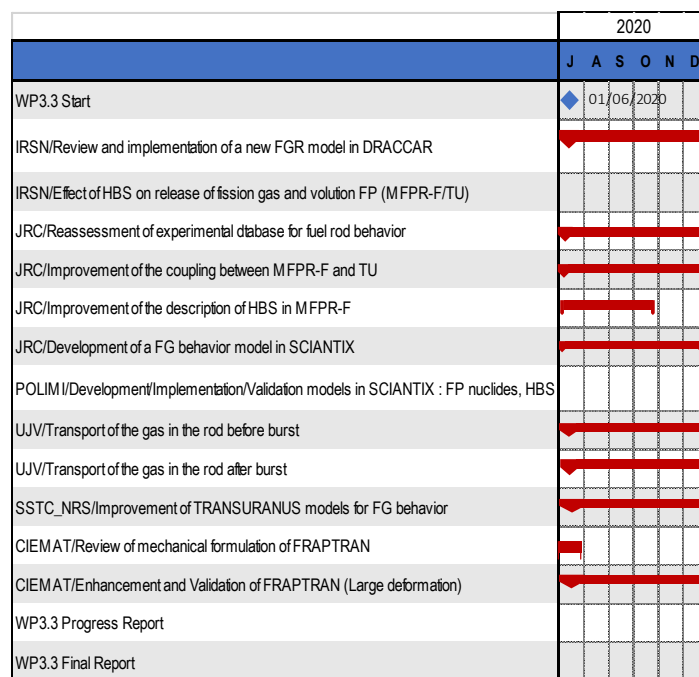 2020
J A S O N D
WP3.3 Start
01/06/2020
IRSN/Review and implementation of a new FGR model in DRACCAR
IRSN/Effect of HBS on release of fission gas and volution FP (MFPR-F/TU)
JRC/Reassessment of experimental dtabase for fuel rod behavior
JRC/Improvement of the coupling between MFPR-F and TU
JRC/Improvement of the description of HBS in MFPR-F
JRC/Development of a FG behavior model in SCIANTIX
POLIMI/Development/Implementation/Validation models in SCIANTIX : FP nuclides, HBS
UJV/Transport of the gas in the rod before burst
UJV/Transport of the gas in the rod after burst
SSTC_NRS/Improvement of TRANSURANUS models for FG behavior
CIEMAT/Review of mechanical formulation of FRAPTRAN
CIEMAT/Enhancement and Validation of FRAPTRAN (Large deformation)
WP3.3 Progress Report
WP3.3 Final Report